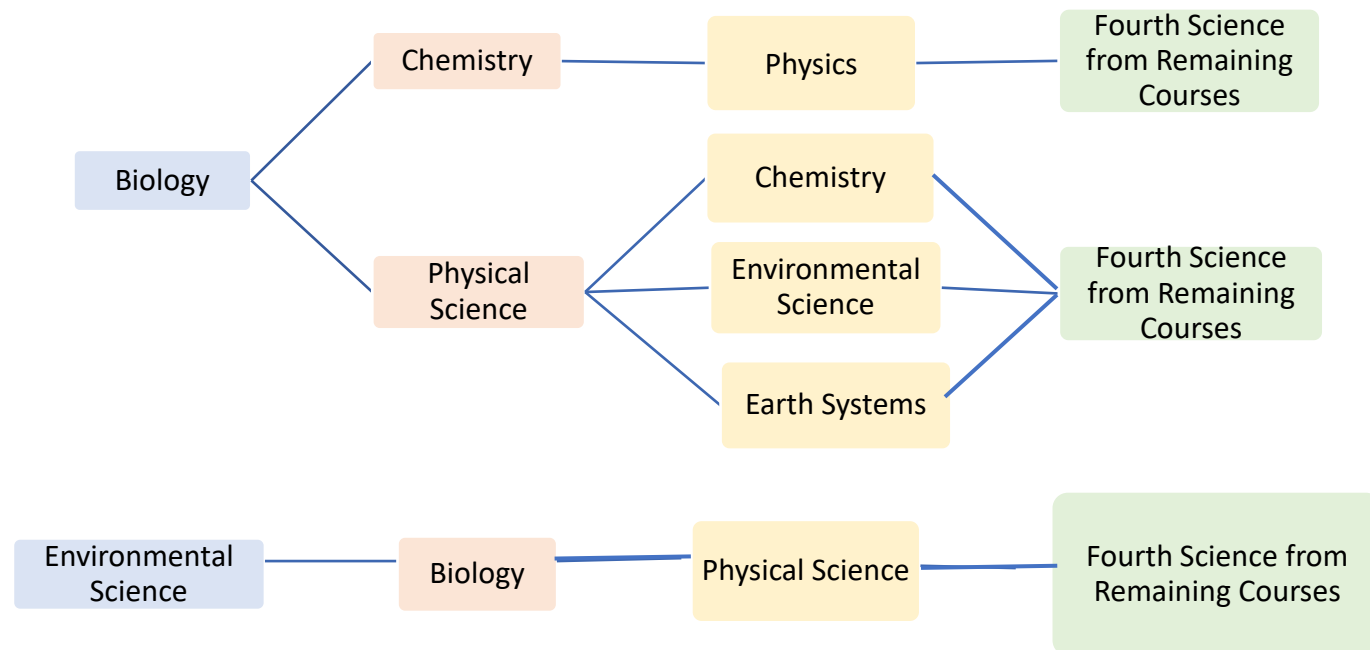 Chemistry
Physics
Fourth Science
from Remaining
Courses
Biology
Chemistry
Physical
Science
Environmental
Science
Fourth Science
from Remaining
Courses
Earth Systems
Environmental
Science
Biology
Physical Science
Fourth Science from
Remaining Courses